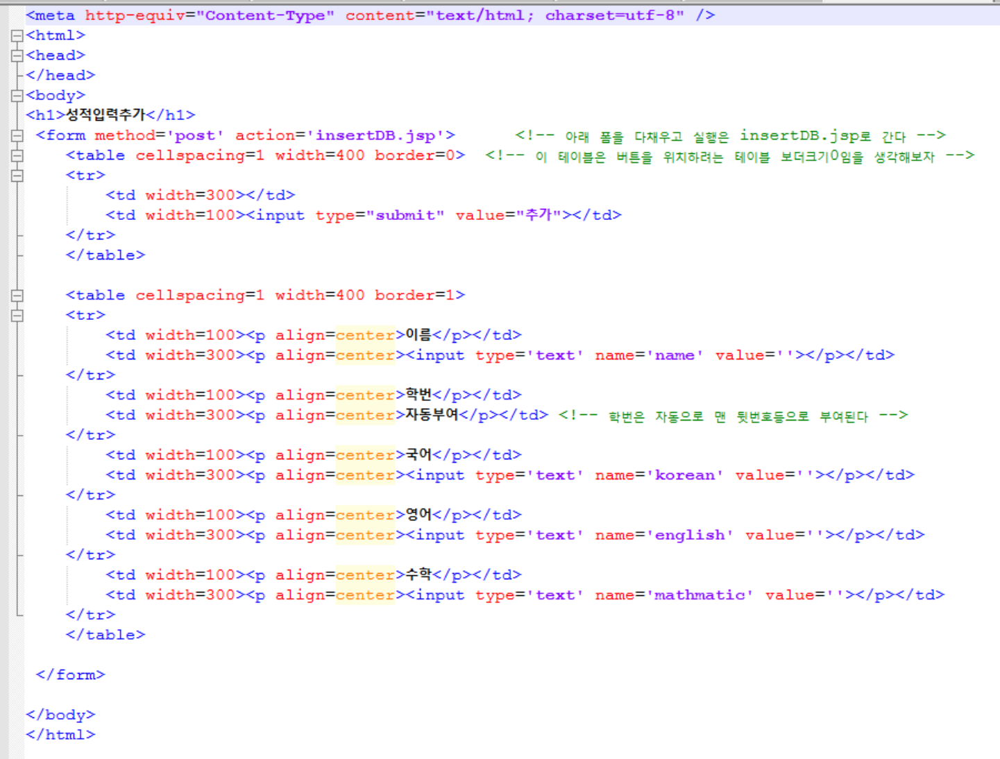 <meta http-equiv="Content-Type" content="text/html; charset=utf-8" />
<html>
<head>
</head>
<body>
<h1>성적입력추가</h1>
<form method='post' action='insertDB.jsp'> <!-- 아래 폼을 다채우고 실행은 insertDB.jsp로 간다 -->
<table cellspacing=1 width=400 border=0> <!-- 이 테이블은 버튼을 위치하려는 테이블 보더크기0임을 생각해보자 -->
<tr>
<td width=300></td>
<td width=100><input type="submit" value="추가"></td>
</tr>
</table>
<table cellspacing=1 width=400 border=1>
<tr>
<td width=100><p align=center>이름</p></td>
<td width=300><p align=center><input type='text' name='name' value=''></p></td>
</tr>
<td width=100><p align=center>학번</p></td>
<td width=300><p align=center>자동부여</p></td> <!-- 학번은 자동으로 맨 뒷번호등으로 부여된다 -->
</tr>
<td width=100><p align=center>국어</p></td>
<td width=300><p align=center><input type='text' name='korean' value=''></p></td>
</tr>
<td width=100><p align=center>영어</p></td>
<td width=300><p align=center><input type='text' name='english' value=''></p></td>
</tr>
<td width=100><p align=center>수학</p></td>
<td width=300><p align=center><input type='text' name='mathmatic' value=''></p></td>
</tr>
</table>
</form>
</body>
</html>